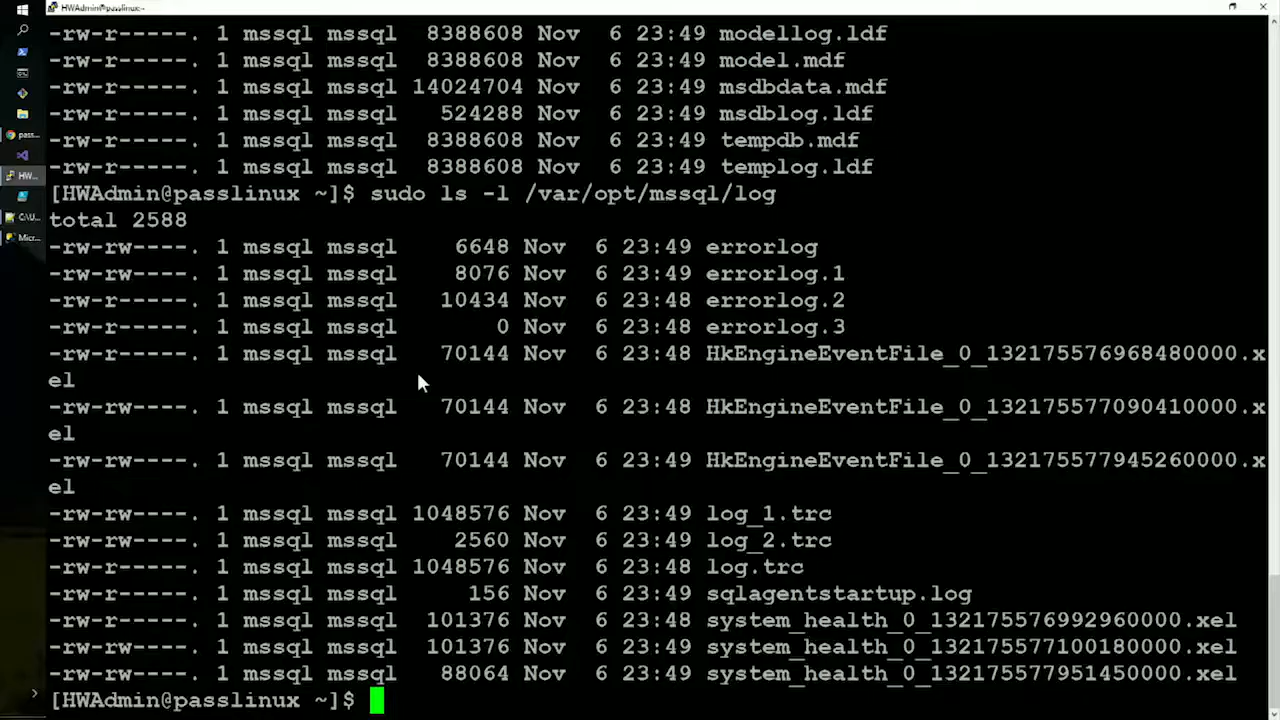 HWAdmin@passlinux:~
-rw-r-----. 1 mssql mssql  8388608 Nov  6 23:49 modellog.ldf
-rw-r-----. 1 mssql mssql  8388608 Nov  6 23:49 model.mdf
-rw-r-----. 1 mssql mssql 14024704 Nov  6 23:49 msdbdata.mdf
-rw-r-----. 1 mssql mssql   524288 Nov  6 23:49 msdblog.ldf
-rw-r-----. 1 mssql mssql  8388608 Nov  6 23:49 tempdb.mdf
-rw-r-----. 1 mssql mssql  8388608 Nov  6 23:49 templog.ldf
[HWAdmin@passlinux ~]$ sudo ls -l /var/opt/mssql/log
total 2588
-rw-rw----. 1 mssql mssql    6648 Nov  6 23:49 errorlog
-rw-rw----. 1 mssql mssql    8076 Nov  6 23:49 errorlog.1
-rw-r-----. 1 mssql mssql   10434 Nov  6 23:48 errorlog.2
-rw-r-----. 1 mssql mssql       0 Nov  6 23:48 errorlog.3
-rw-r-----. 1 mssql mssql   70144 Nov  6 23:48 HkEngineEventFile_0_132175576968480000.x
el
-rw-rw----. 1 mssql mssql   70144 Nov  6 23:48 HkEngineEventFile_0_132175577090410000.x
el
-rw-rw----. 1 mssql mssql   70144 Nov  6 23:49 HkEngineEventFile_0_132175577945260000.x
el
-rw-rw----. 1 mssql mssql 1048576 Nov  6 23:49 log_1.trc
-rw-rw----. 1 mssql mssql    2560 Nov  6 23:49 log_2.trc
-rw-r-----. 1 mssql mssql 1048576 Nov  6 23:48 log.trc
-rw-r-----. 1 mssql mssql     156 Nov  6 23:49 sqlagentstartup.log
-rw-r-----. 1 mssql mssql  101376 Nov  6 23:48 system_health_0_132175576992960000.xel
-rw-rw----. 1 mssql mssql  101376 Nov  6 23:49 system_health_0_132175577100180000.xel
-rw-rw----. 1 mssql mssql   88064 Nov  6 23:49 system_health_0_132175577951450000.xel
[HWAdmin@passlinux ~]$
pass...
HW...
C:\U...
Micr...